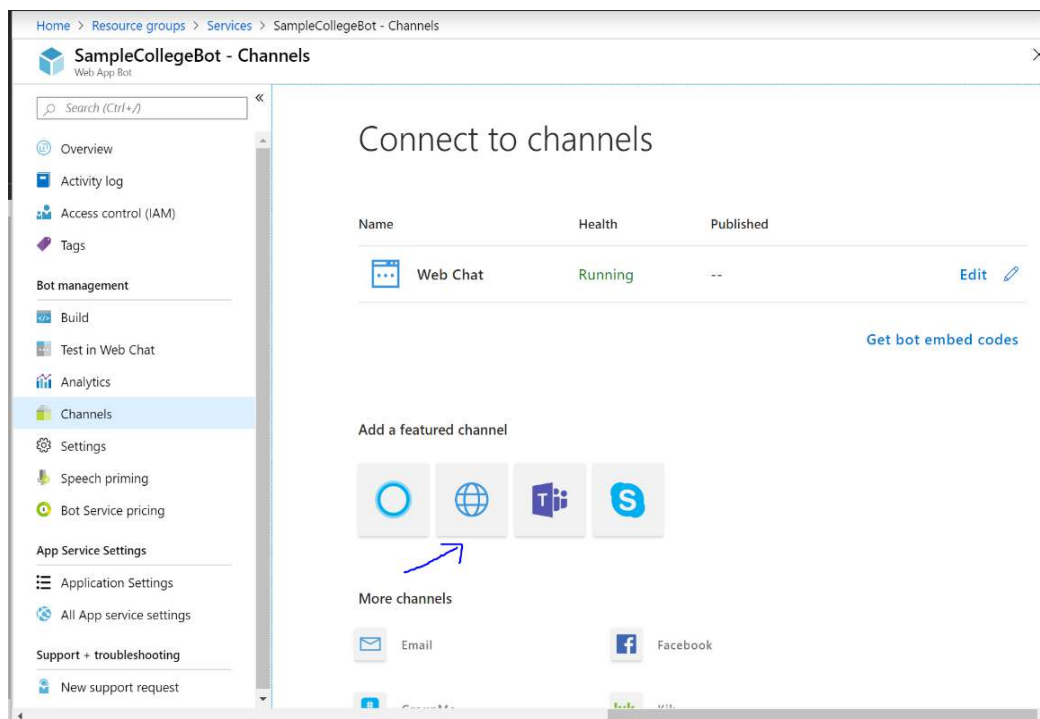 Home > Resource groups > Services > SampleCollegeBot - Channels
SampleCollegeBot - Channels
Web App Bot
Search (Ctrl+/)
Overview
Activity log
Access control (IAM)
Tags
Bot management
Build
Test in Web Chat
Analytics
Channels
Settings
Speech priming
Bot Service pricing
App Service Settings
Application Settings
All App service settings
Support + troubleshooting
New support request
Connect to channels
Name Health Published
Web Chat Running -- Edit
Get bot embed codes
Add a featured channel
More channels
Email Facebook